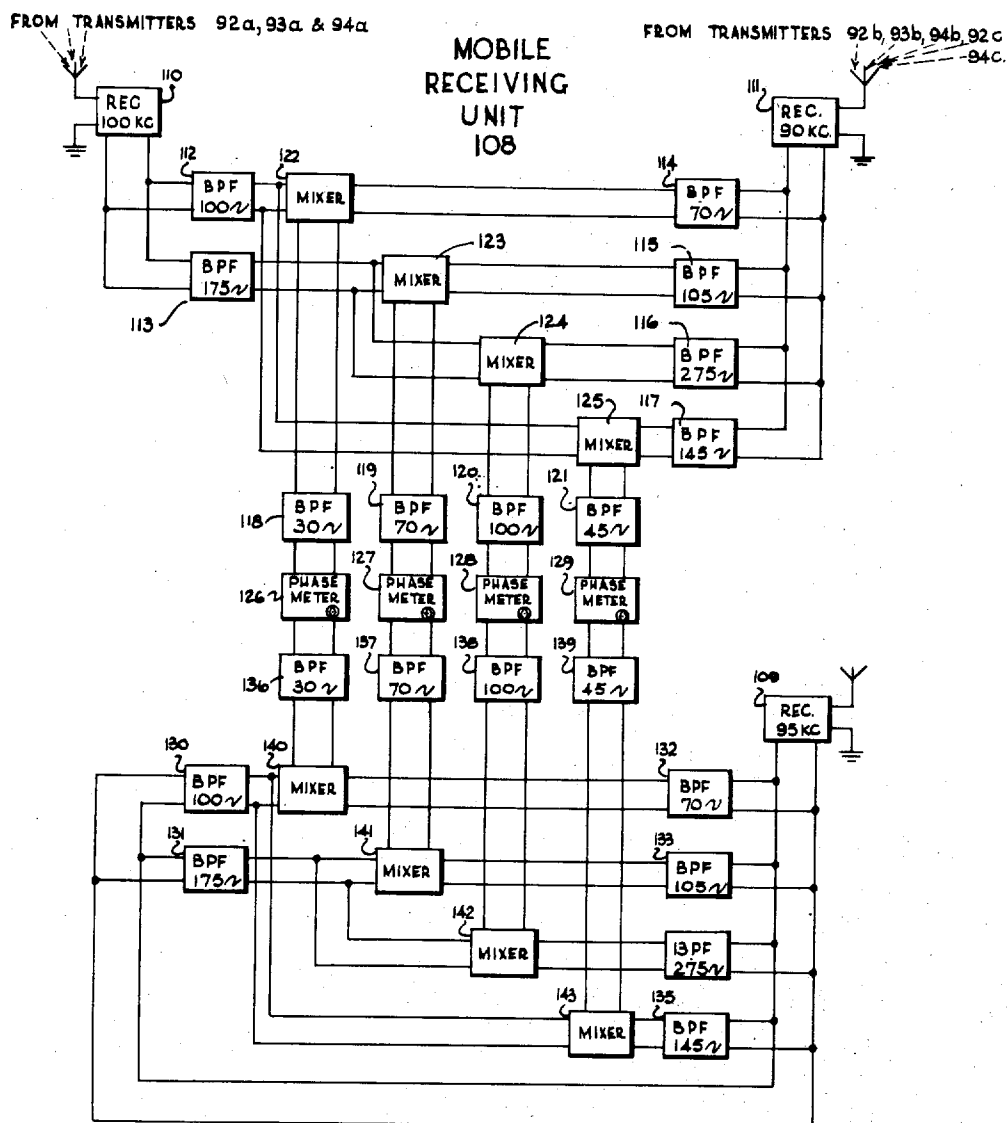 FROM TRANSMITTERS 92a, 93a & 94a
FROM TRANSMITTERS 92b, 93b, 94b, 92c
94c.
MOBILE
RECEIVING
UNIT
108
110
REC
100 KC
111
REC.
90 KC.
112
BPF
100~
122
MIXER
114
BPF
70~
113
BPF
175~
123
MIXER
115
BPF
105~
124
MIXER
116
BPF
275~
125
MIXER
117
BPF
145~
118
BPF
30~
119
BPF
70~
120
BPF
100~
121
BPF
45~
126
PHASE
METER
127
PHASE
METER
128
PHASE
METER
129
PHASE
METER
136
BPF
30~
137
BPF
70~
138
BPF
100~
139
BPF
45~
109
REC.
95 KC
130
BPF
100~
140
MIXER
132
BPF
70~
131
BPF
175~
141
MIXER
133
BPF
105~
142
MIXER
13PF
275~
143
MIXER
135
BPF
145~